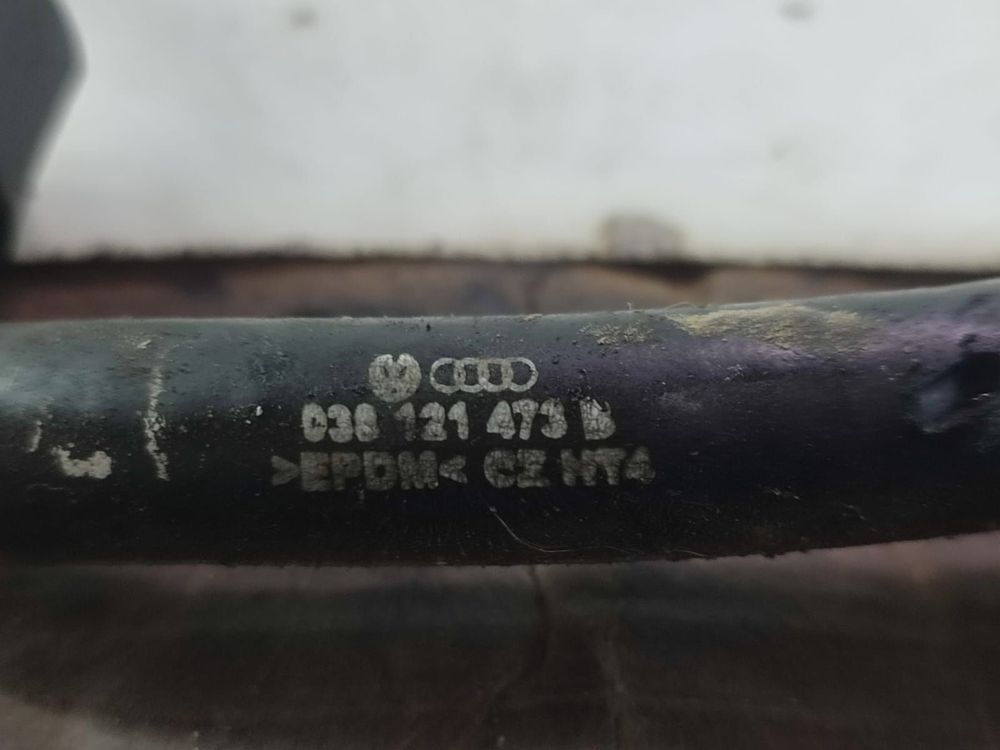 038 121 473 B
>EPDM< CZ MT4